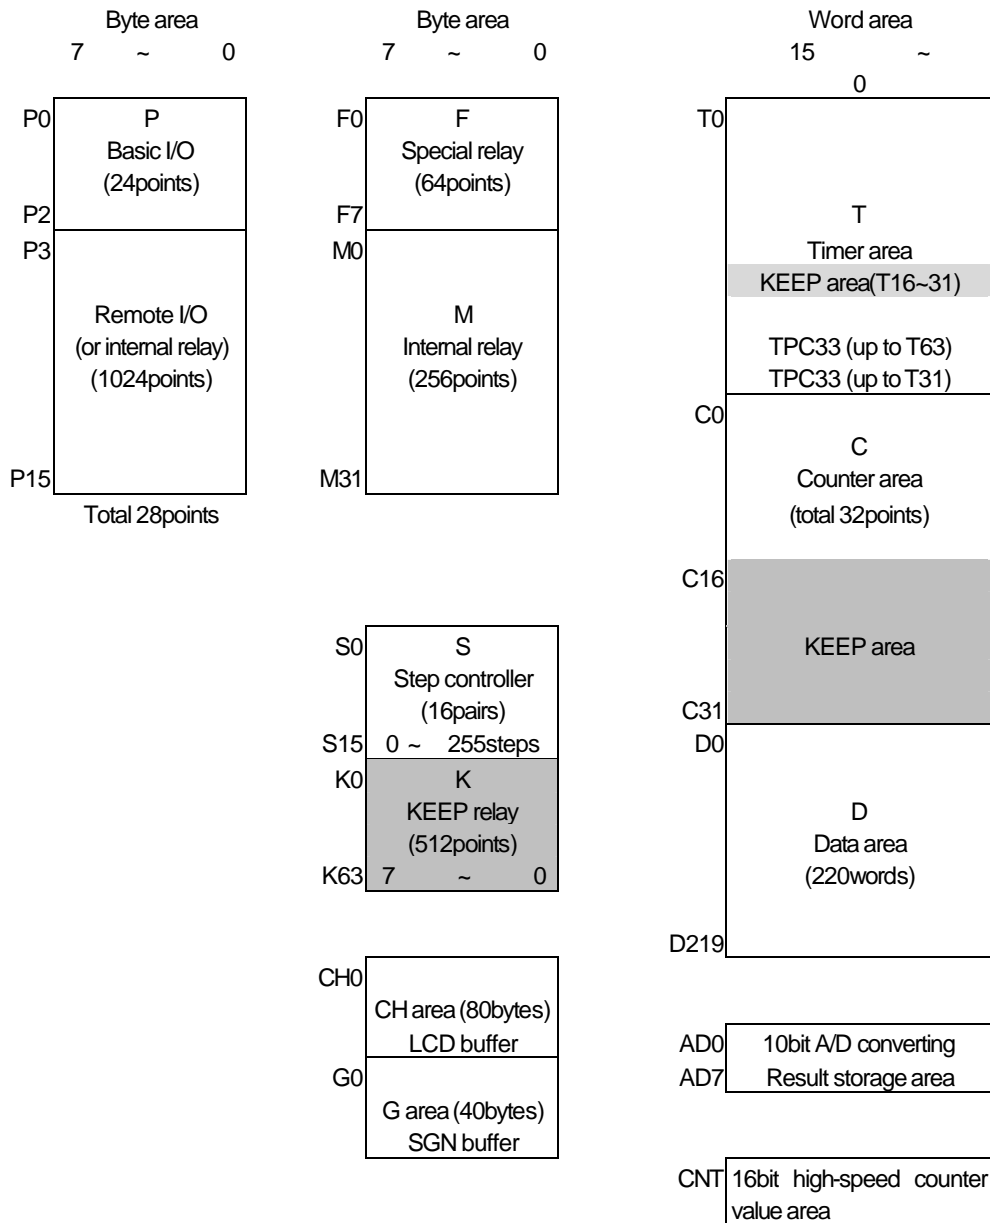 Byte area
7 ~ 0
P0
P
Basic I/O
(24points)
P2
P3
Remote I/O
(or internal relay)
(1024points)
P15
Total 28points
Byte area
7 ~ 0
F0
F
Special relay
(64points)
F7
M0
M
Internal relay
(256points)
M31
S0
S
Step controller
(16pairs)
S15
0 ~ 255steps
K0
K
KEEP relay
(512points)
K63
7 ~ 0
CH0
CH area (80bytes)
LCD buffer
G0
G area (40bytes)
SGN buffer
Word area
15 ~
0
T0
T
Timer area
KEEP area(T16~31)
TPC33 (up to T63)
TPC33 (up to T31)
C0
C
Counter area
(total 32points)
C16
KEEP area
C31
D0
D
Data area
(220words)
D219
AD0
10bit A/D converting
AD7
Result storage area
CNT
16bit high-speed counter
value area